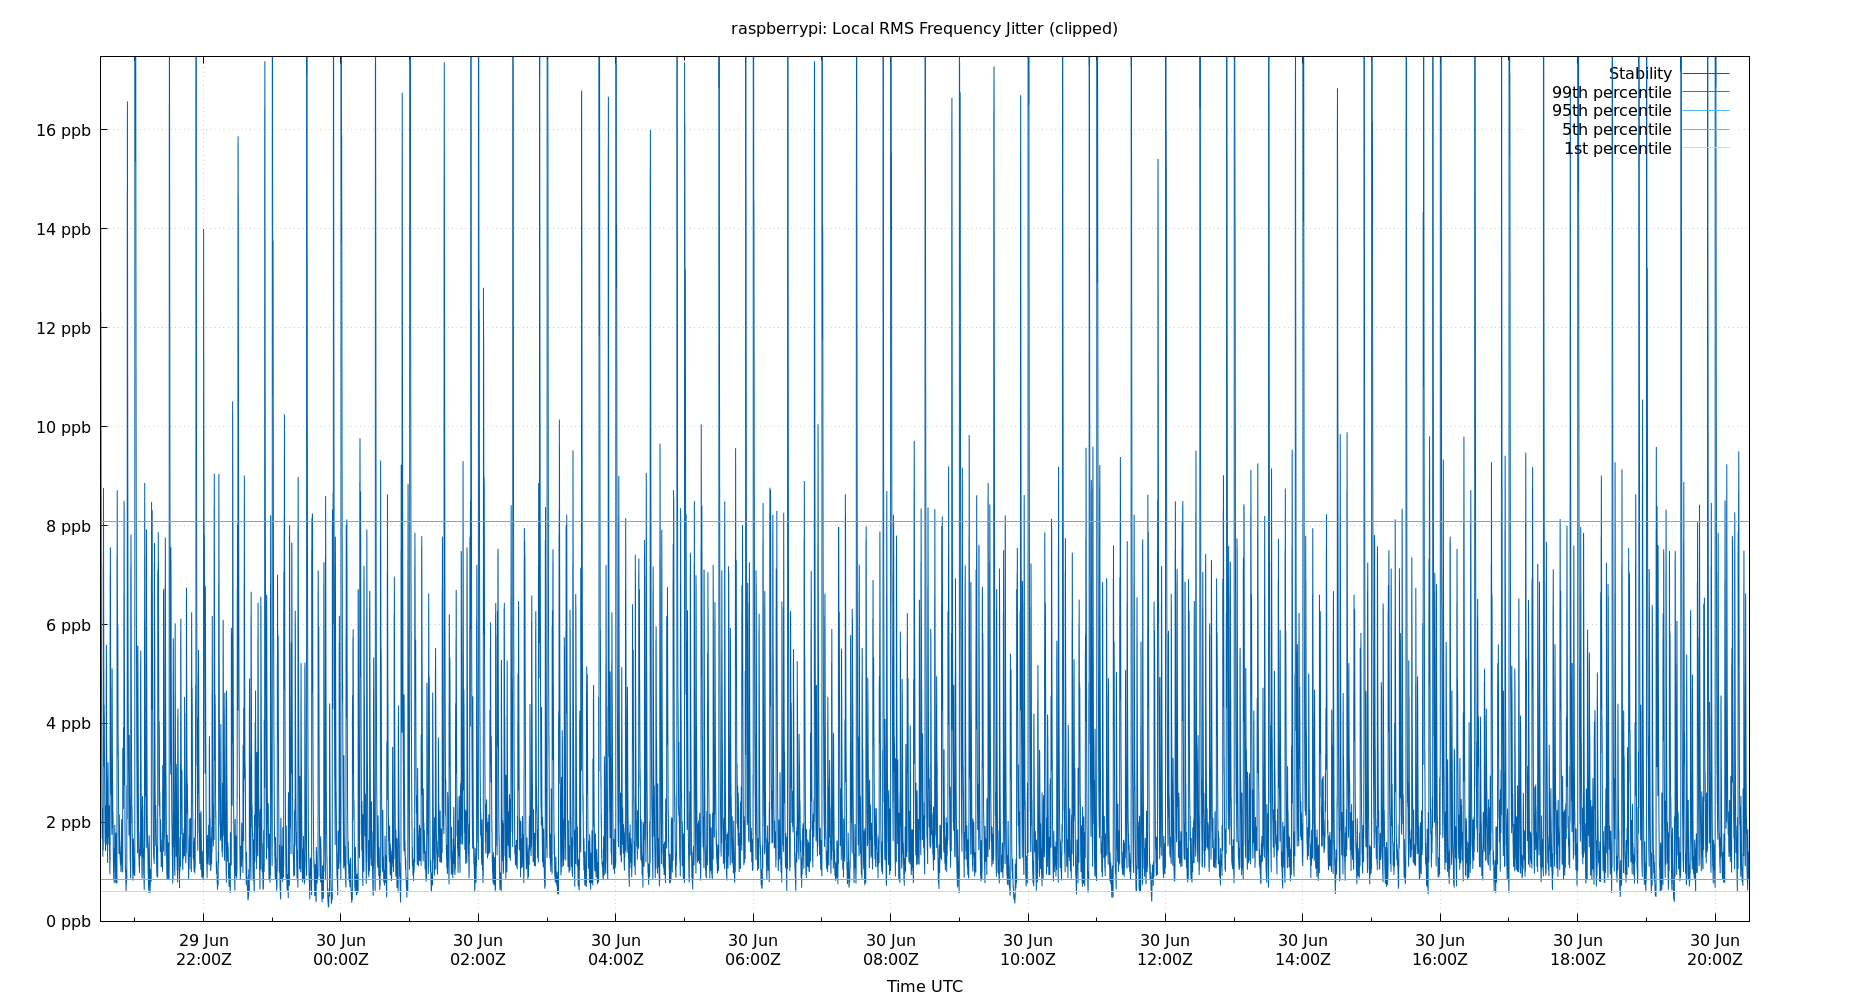 raspberrypi: Local RMS Frequency Jitter (clipped)
Stability
99th percentile
95th percentile
5th percentile
1st percentile
16 ppb
14 ppb
12 ppb
10 ppb
8 ppb
6 ppb
4 ppb
2 ppb
0 ppb
29 Jun 30 Jun 30 Jun 30 Jun 30 Jun 30 Jun 30 Jun 30 Jun 30 Jun 30 Jun 30 Jun 30 Jun
22:00Z 00:00Z 02:00Z 04:00Z 06:00Z 08:00Z 10:00Z 12:00Z 14:00Z 16:00Z 18:00Z 20:00Z
Time UTC